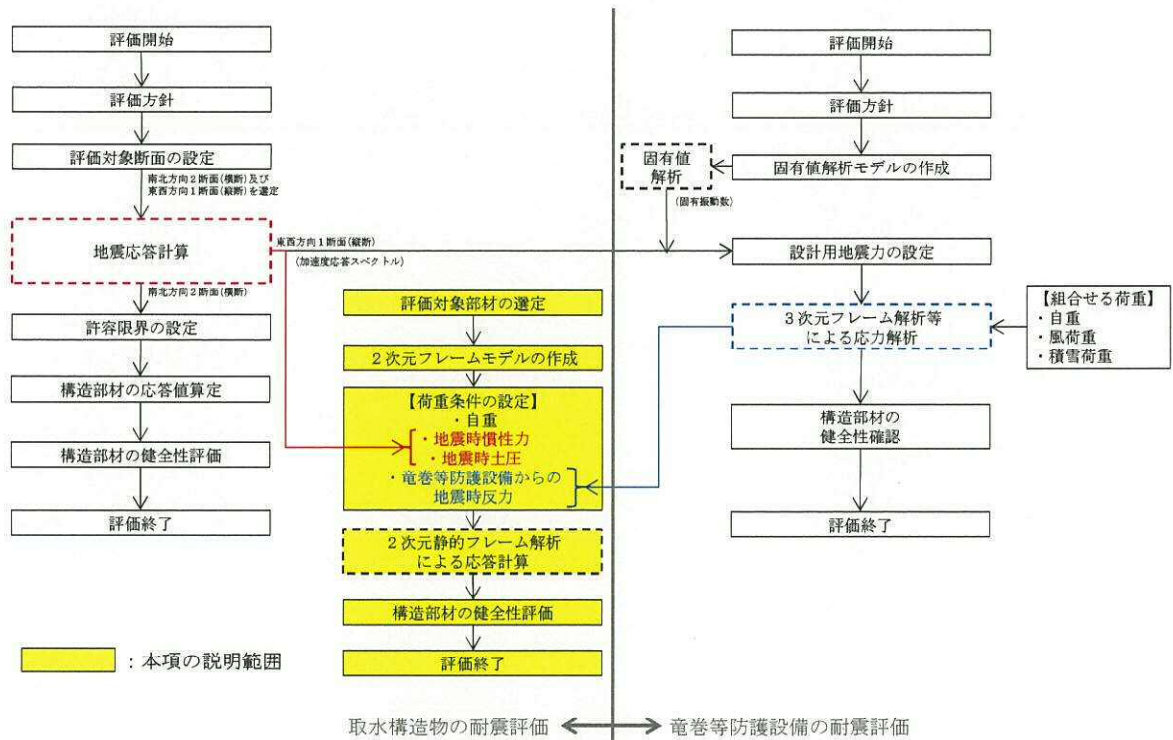 評価開始
評価方針
評価対象断面の設定
南北方向2断面(横断)及び
東西方向1断面(縦断)を選定
地震応答計算
南北方向2断面(横断)
許容限界の設定
構造部材の応答値算定
構造部材の健全性評価
評価終了
東西方向1断面(縦断)
(加速度応答スペクトル)
評価対象部材の選定
2次元フレームモデルの作成
【荷重条件の設定】
・自重
・地震時慣性力
・地震時土圧
・竜巻等防護設備からの
地震時反力
2次元静的フレーム解析
による応答計算
構造部材の健全性評価
評価終了
評価開始
評価方針
固有値解析モデルの作成
固有値
解析
(固有振動数)
設計用地震力の設定
3次元フレーム解析等
による応力解析
【組合せる荷重】
・自重
・風荷重
・積雪荷重
構造部材の
健全性確認
評価終了
:本項の説明範囲
取水構造物の耐震評価
竜巻等防護設備の耐震評価